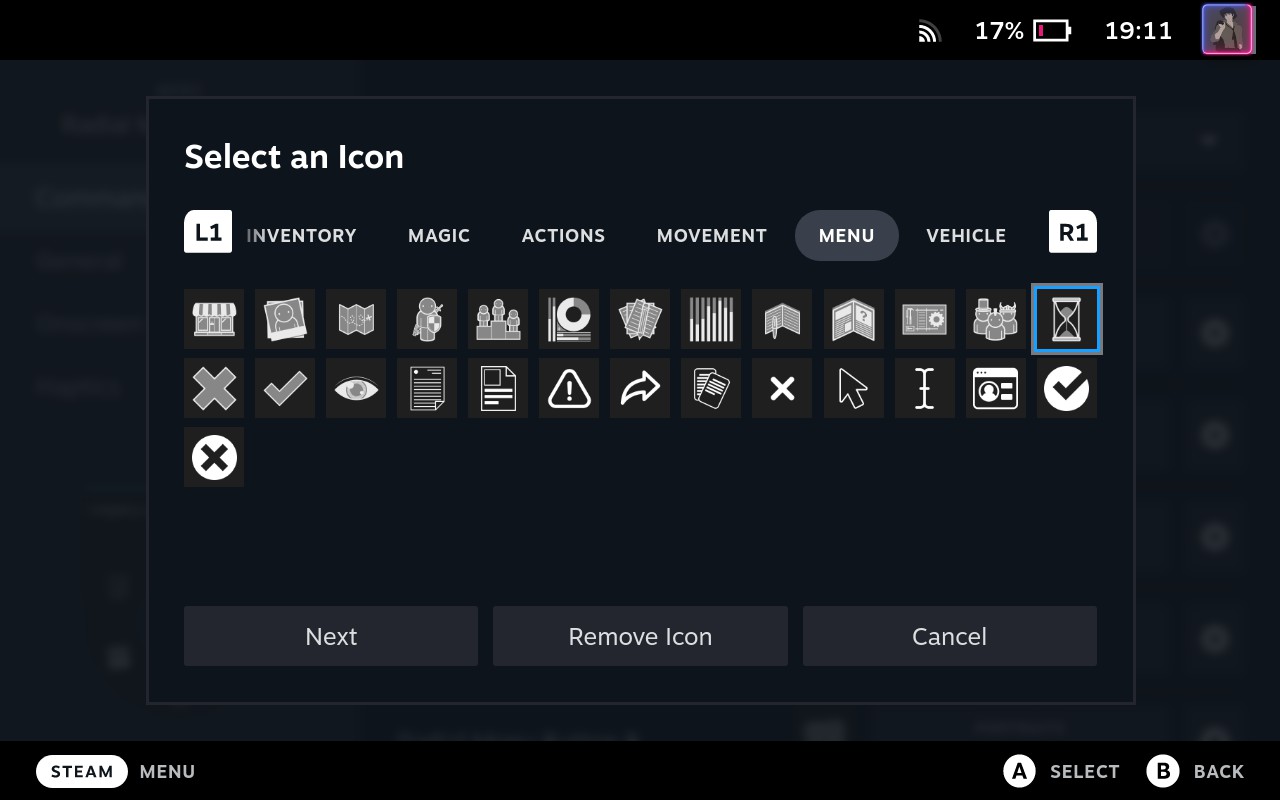 17% 19:11
Select an Icon
L1 INVENTORY MAGIC ACTIONS MOVEMENT MENU VEHICLE R1
Next Remove Icon Cancel
STEAM MENU A SELECT B BACK